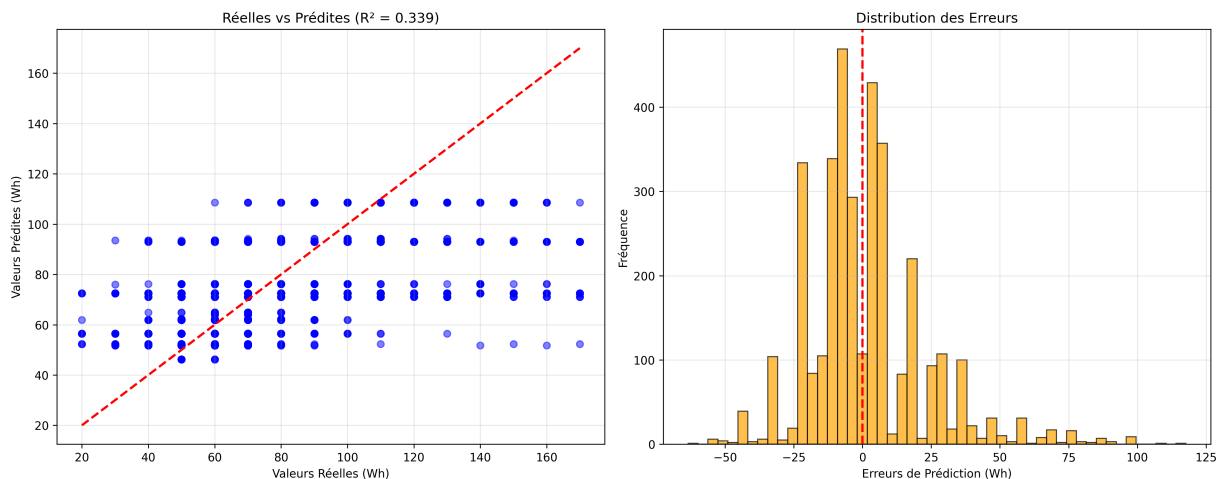 Réelles vs Prédites (R² = 0.339)
Valeurs Prédites (Wh)
160
140
120
100
80
60
40
20
20 40 60 80 100 120 140 160
Valeurs Réelles (Wh)
Distribution des Erreurs
Fréquence
400
300
200
100
0
−50 −25 0 25 50 75 100 125
Erreurs de Prédiction (Wh)